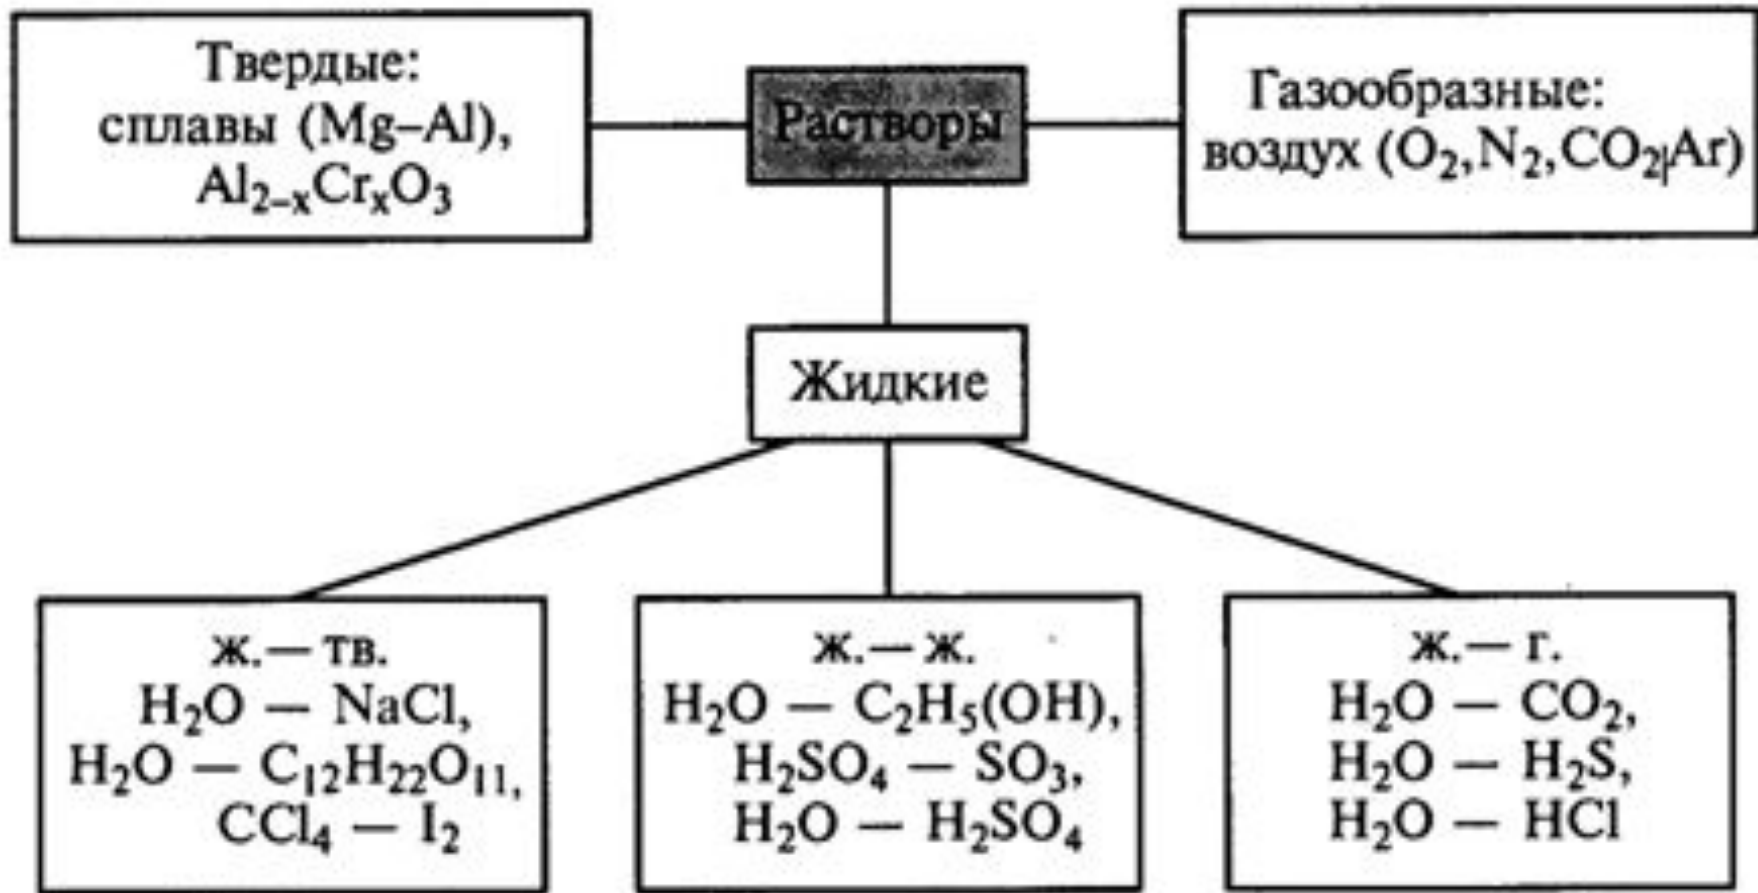 Твердые:
сплавы (Mg–Al),
Al₂₋ₓCrₓO₃
Растворы
Газообразные:
воздух (O₂,N₂,CO₂|Ar)
Жидкие
ж.— тв.
H₂O — NaCl,
H₂O — C₁₂H₂₂O₁₁,
CCl₄ — I₂
ж.— ж.
H₂O — C₂H₅(OH),
H₂SO₄ — SO₃,
H₂O — H₂SO₄
ж.— г.
H₂O — CO₂,
H₂O — H₂S,
H₂O — HCl